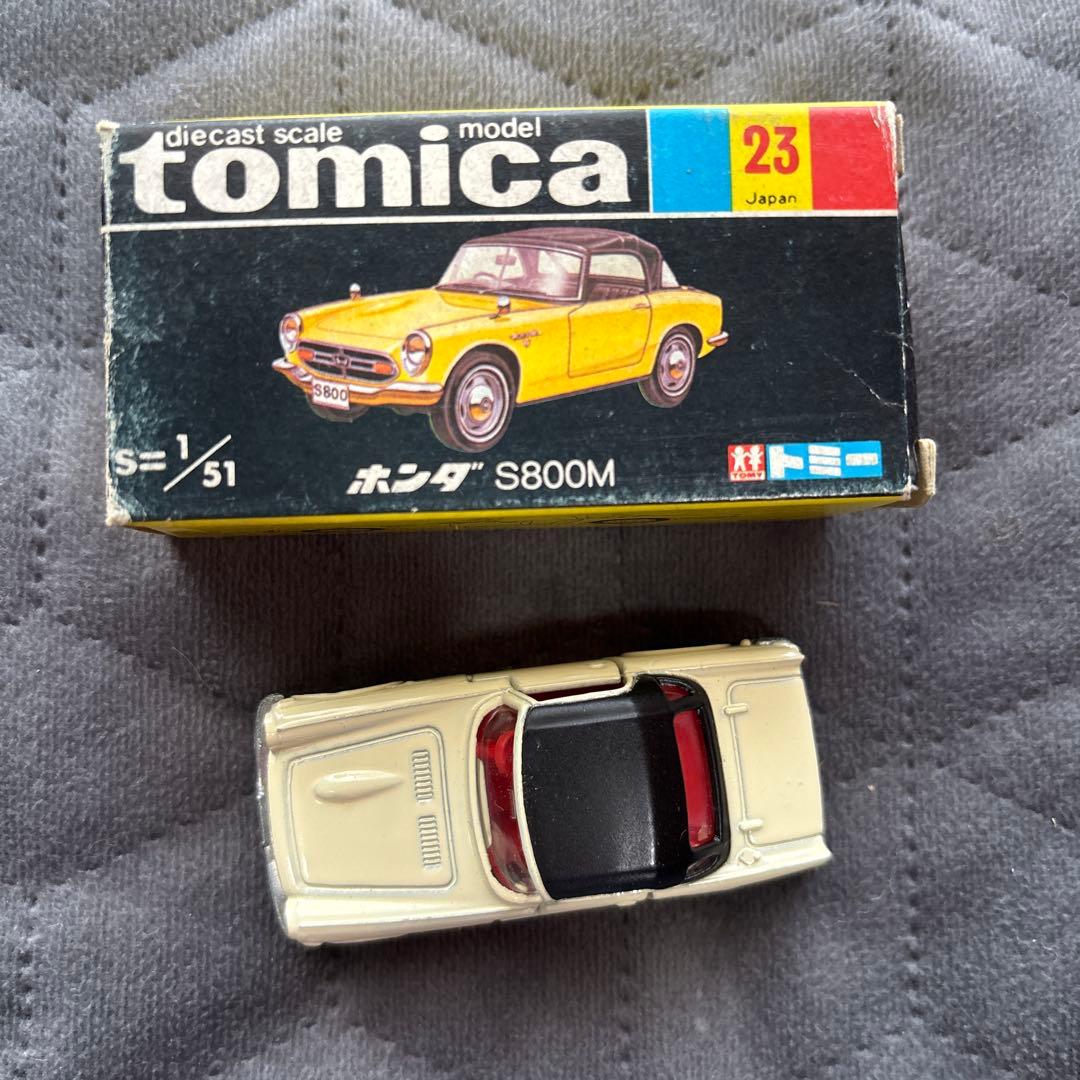 diecast scale model
tomica
23
Japan
S800
S=1/51
ホンダ S800M
TOMY トミー